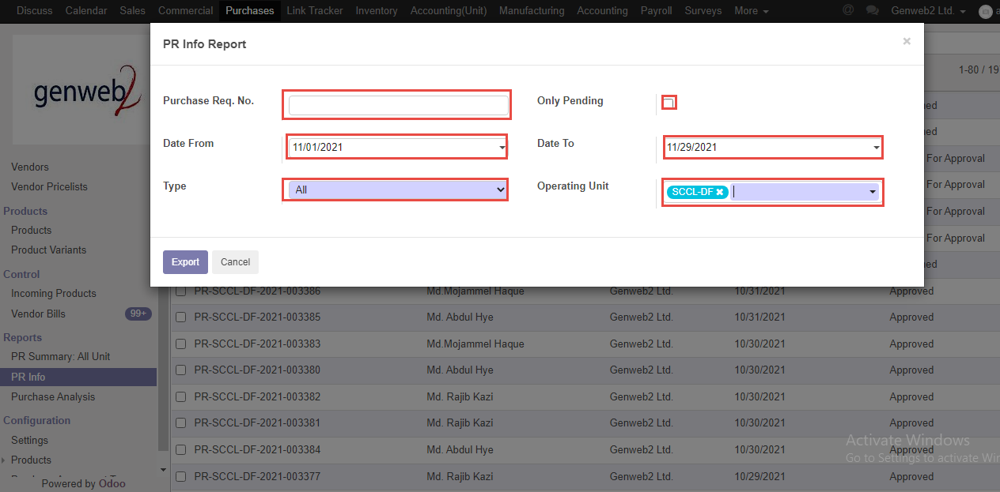 Discuss Calendar Sales Commercial Purchases Link Tracker Inventory Accounting(Unit) Manufacturing Accounting Payroll Surveys More @ Genweb2 Ltd. a
PR Info Report ×
genweb2
1-80 / 19
Purchase Req. No.
Only Pending
Date From 11/01/2021
Date To 11/29/2021
Type All
Operating Unit SCCL-DF ×
Export Cancel
For Approval
For Approval
For Approval
For Approval
Vendors
Vendor Pricelists
Products
Products
Product Variants
Control
Incoming Products
Vendor Bills 99+
Reports
PR Summary: All Unit
PR Info
Purchase Analysis
Configuration
Settings
Products
Powered by Odoo
PR-SCCL-DF-2021-003386 Md.Mojammel Haque Genweb2 Ltd. 10/31/2021 Approved
PR-SCCL-DF-2021-003385 Md. Abdul Hye Genweb2 Ltd. 10/31/2021 Approved
PR-SCCL-DF-2021-003383 Md.Mojammel Haque Genweb2 Ltd. 10/30/2021 Approved
PR-SCCL-DF-2021-003380 Md. Abdul Hye Genweb2 Ltd. 10/30/2021 Approved
PR-SCCL-DF-2021-003382 Md. Rajib Kazi Genweb2 Ltd. 10/30/2021 Approved
PR-SCCL-DF-2021-003381 Md. Rajib Kazi Genweb2 Ltd. 10/30/2021 Approved
PR-SCCL-DF-2021-003384 Md. Abdul Hye Genweb2 Ltd. 10/30/2021 Approved
PR-SCCL-DF-2021-003377 Md. Rajib Kazi Genweb2 Ltd. 10/29/2021 Approved
Activate Windows
Go to Settings to activate Win